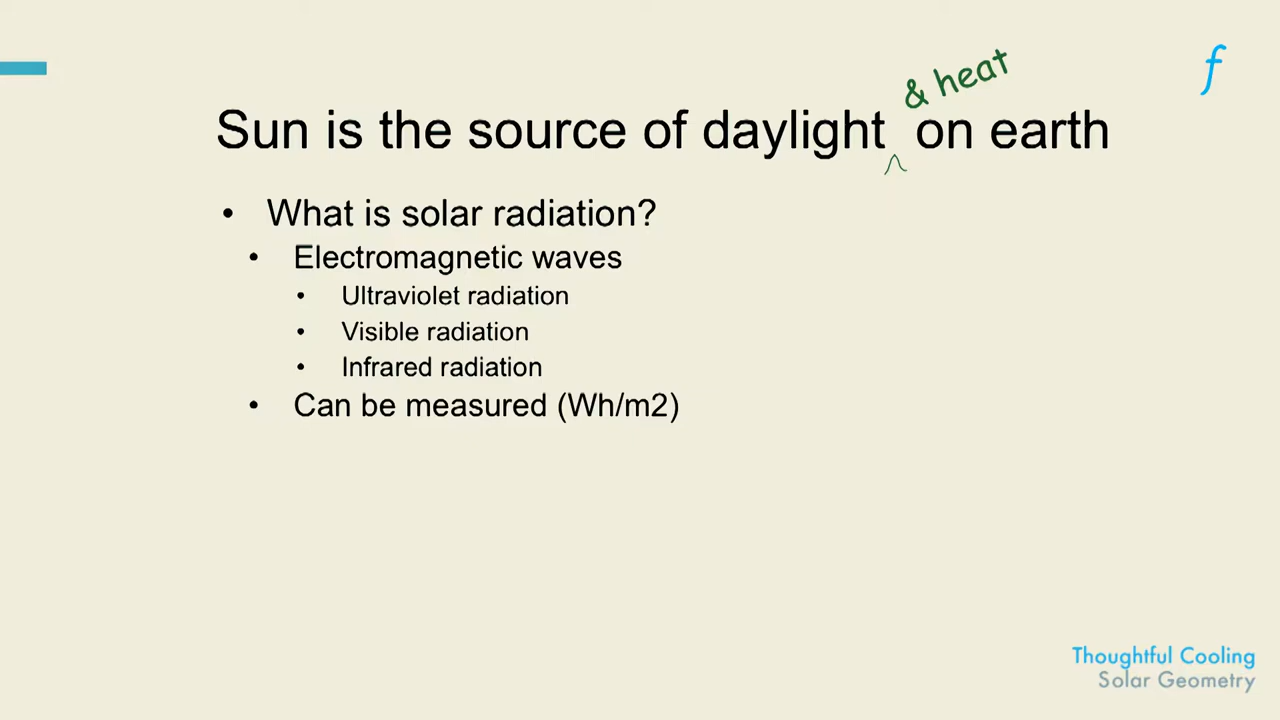 f
& heat
Sun is the source of daylight ^ on earth
• What is solar radiation?
• Electromagnetic waves
• Ultraviolet radiation
• Visible radiation
• Infrared radiation
• Can be measured (Wh/m2)
Thoughtful Cooling
Solar Geometry